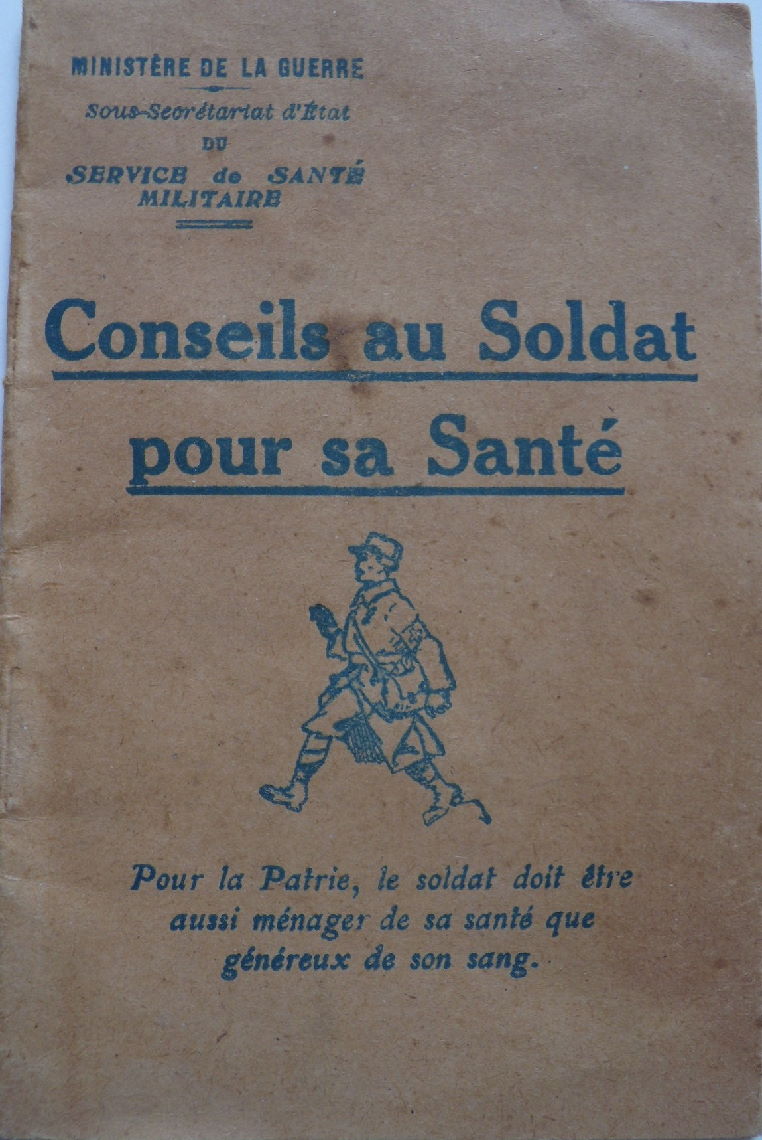 MINISTÈRE DE LA GUERRE
Sous-Secrétariat d'État
DU
SERVICE de SANTÉ
MILITAIRE
Conseils au Soldat
pour sa Santé
Pour la Patrie, le soldat doit être
aussi ménager de sa santé que
généreux de son sang.